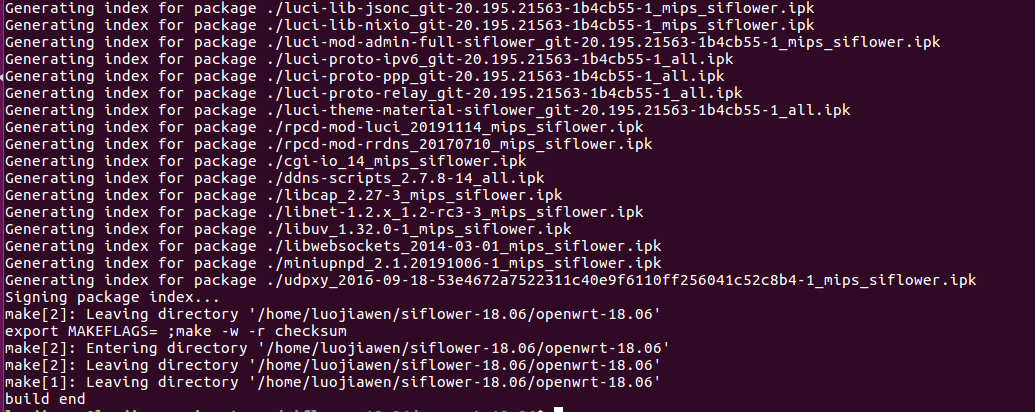 Generating index for package ./luci-lib-jsonc_git-20.195.21563-1b4cb55-1_mips_siflower.ipk
Generating index for package ./luci-lib-nixio_git-20.195.21563-1b4cb55-1_mips_siflower.ipk
Generating index for package ./luci-mod-admin-full-siflower_git-20.195.21563-1b4cb55-1_mips_siflower.ipk
Generating index for package ./luci-proto-ipv6_git-20.195.21563-1b4cb55-1_all.ipk
Generating index for package ./luci-proto-ppp_git-20.195.21563-1b4cb55-1_all.ipk
Generating index for package ./luci-proto-relay_git-20.195.21563-1b4cb55-1_all.ipk
Generating index for package ./luci-theme-material-siflower_git-20.195.21563-1b4cb55-1_all.ipk
Generating index for package ./rpcd-mod-luci_20191114_mips_siflower.ipk
Generating index for package ./rpcd-mod-rrdns_20170710_mips_siflower.ipk
Generating index for package ./cgi-io_14_mips_siflower.ipk
Generating index for package ./ddns-scripts_2.7.8-14_all.ipk
Generating index for package ./libcap_2.27-3_mips_siflower.ipk
Generating index for package ./libnet-1.2.x_1.2-rc3-3_mips_siflower.ipk
Generating index for package ./libuv_1.32.0-1_mips_siflower.ipk
Generating index for package ./libwebsockets_2014-03-01_mips_siflower.ipk
Generating index for package ./miniupnpd_2.1.20191006-1_mips_siflower.ipk
Generating index for package ./udpxy_2016-09-18-53e4672a7522311c40e9f6110ff256041c52c8b4-1_mips_siflower.ipk
Signing package index...
make[2]: Leaving directory '/home/luojiawen/siflower-18.06/openwrt-18.06'
export MAKEFLAGS= ;make -w -r checksum
make[2]: Entering directory '/home/luojiawen/siflower-18.06/openwrt-18.06'
make[2]: Leaving directory '/home/luojiawen/siflower-18.06/openwrt-18.06'
make[1]: Leaving directory '/home/luojiawen/siflower-18.06/openwrt-18.06'
build end